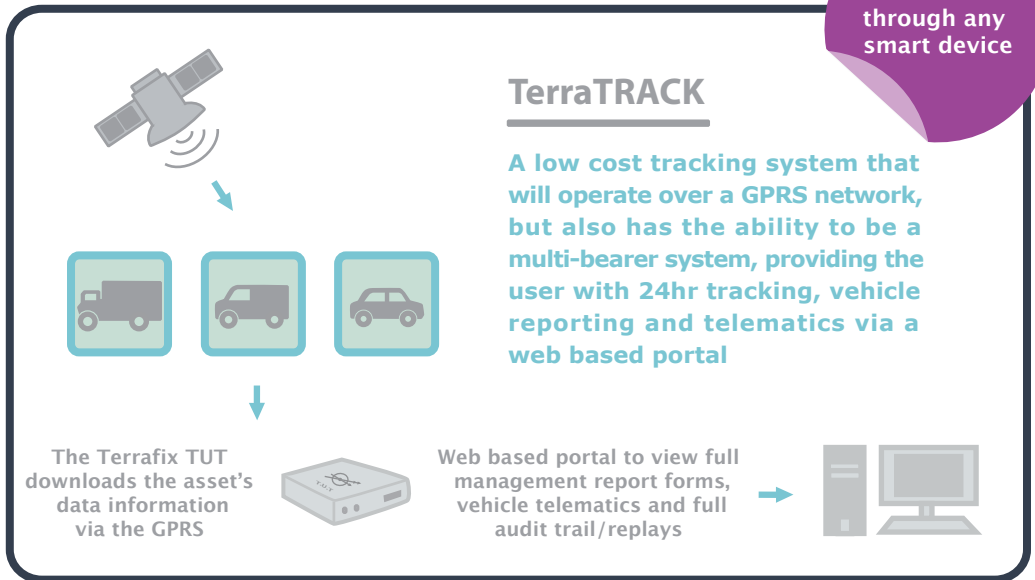 through any
smart device
TerraTRACK
A low cost tracking system that
will operate over a GPRS network,
but also has the ability to be a
multi-bearer system, providing the
user with 24hr tracking, vehicle
reporting and telematics via a
web based portal
The Terrafix TUT
downloads the asset's
data information
via the GPRS
T.U.T
Web based portal to view full
management report forms,
vehicle telematics and full
audit trail/replays